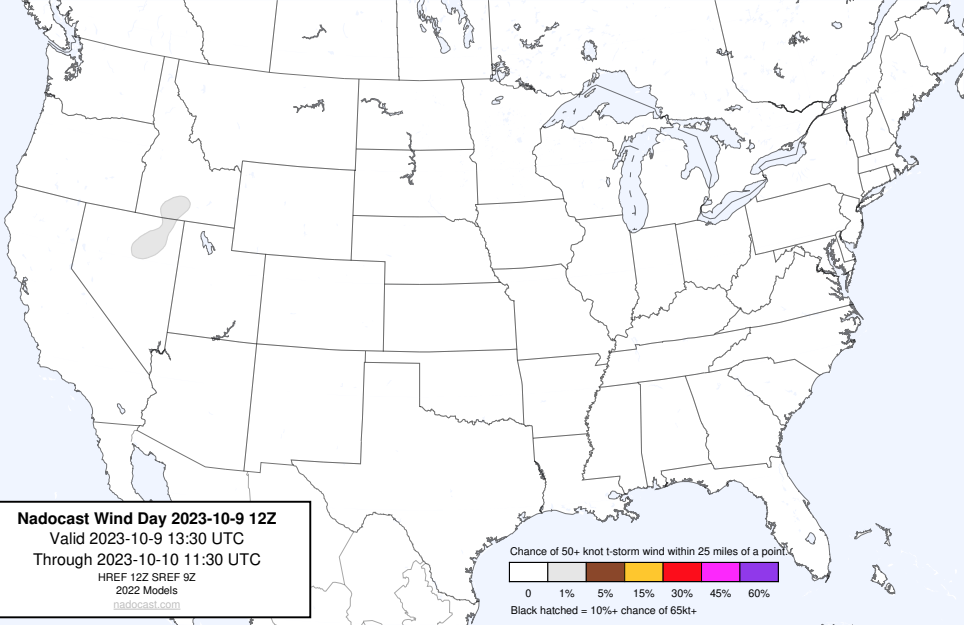 Nadocast Wind Day 2023-10-9 12Z
Valid 2023-10-9 13:30 UTC
Through 2023-10-10 11:30 UTC
HREF 12Z SREF 9Z
2022 Models
nadocast.com
Chance of 50+ knot t-storm wind within 25 miles of a point.
0 1% 5% 15% 30% 45% 60%
Black hatched = 10%+ chance of 65kt+